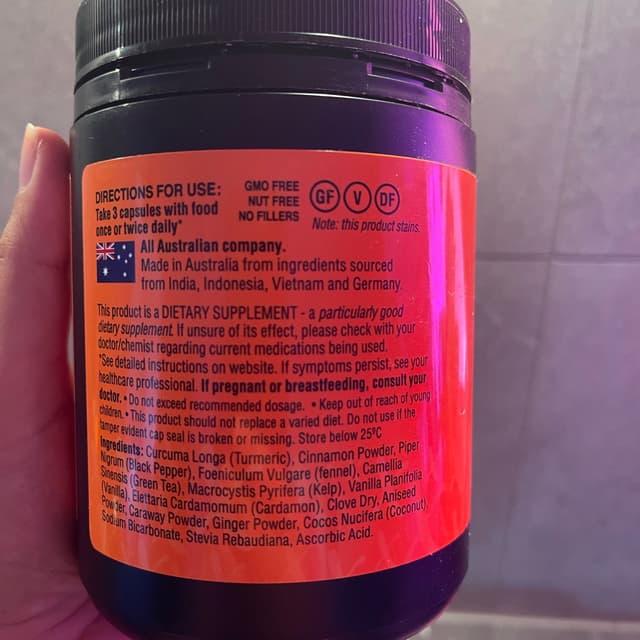 DIRECTIONS FOR USE:
Take 3 capsules with food
once or twice daily*
GMO FREE
NUT FREE
NO FILLERS
GF V DF
Note: this product stains.
All Australian company.
Made in Australia from ingredients sourced
from India, Indonesia, Vietnam and Germany.
This product is a DIETARY SUPPLEMENT - a particularly good
dietary supplement. If unsure of its effect, please check with your
doctor/chemist regarding current medications being used.
*See detailed instructions on website. If symptoms persist, see your
healthcare professional. If pregnant or breastfeeding, consult your
doctor. • Do not exceed recommended dosage. • Keep out of reach of young
children. • This product should not replace a varied diet. Do not use if the
tamper evident cap seal is broken or missing. Store below 25ºC
Ingredients: Curcuma Longa (Turmeric), Cinnamon Powder, Piper
Nigrum (Black Pepper), Foeniculum Vulgare (fennel), Camellia
Sinensis (Green Tea), Macrocystis Pyrifera (Kelp), Vanilla Planifolia
(Vanilla), Elettaria Cardamomum (Cardamon), Clove Dry, Aniseed
Powder, Caraway Powder, Ginger Powder, Cocos Nucifera (Coconut),
Sodium Bicarbonate, Stevia Rebaudiana, Ascorbic Acid.